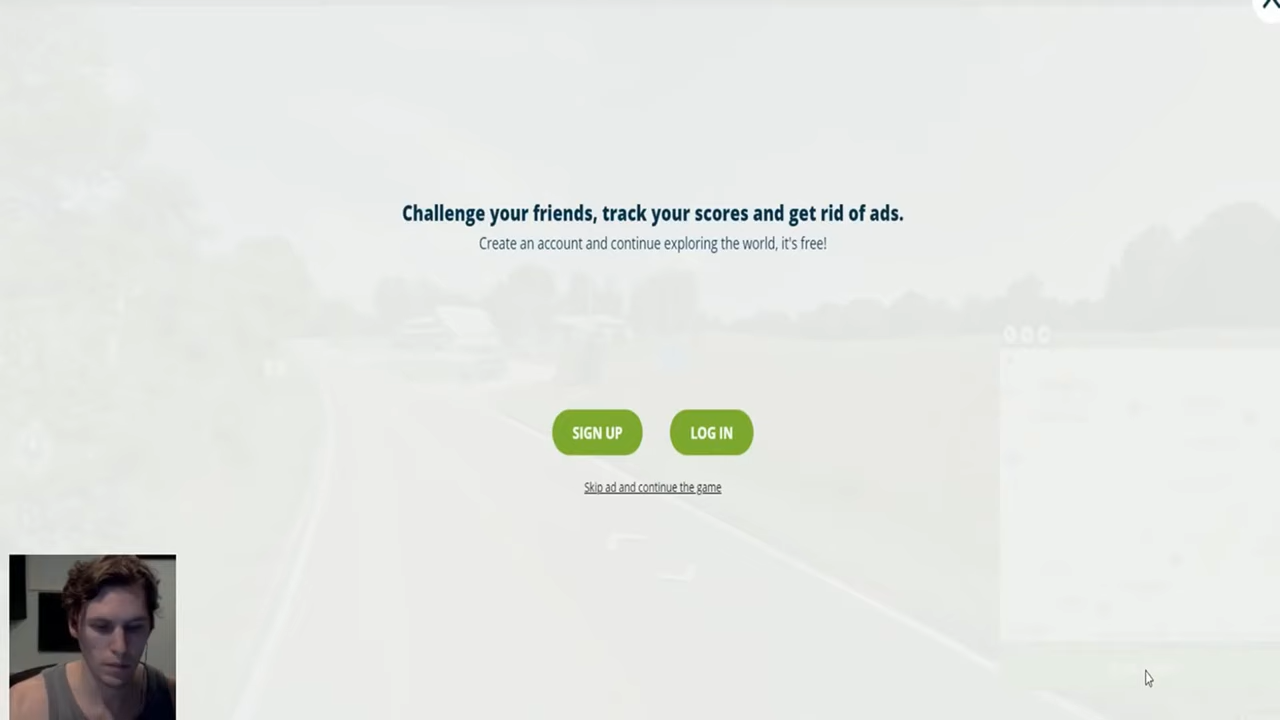 Challenge your friends, track your scores and get rid of ads.
Create an account and continue exploring the world, it's free!
SIGN UP
LOG IN
Skip ad and continue the game